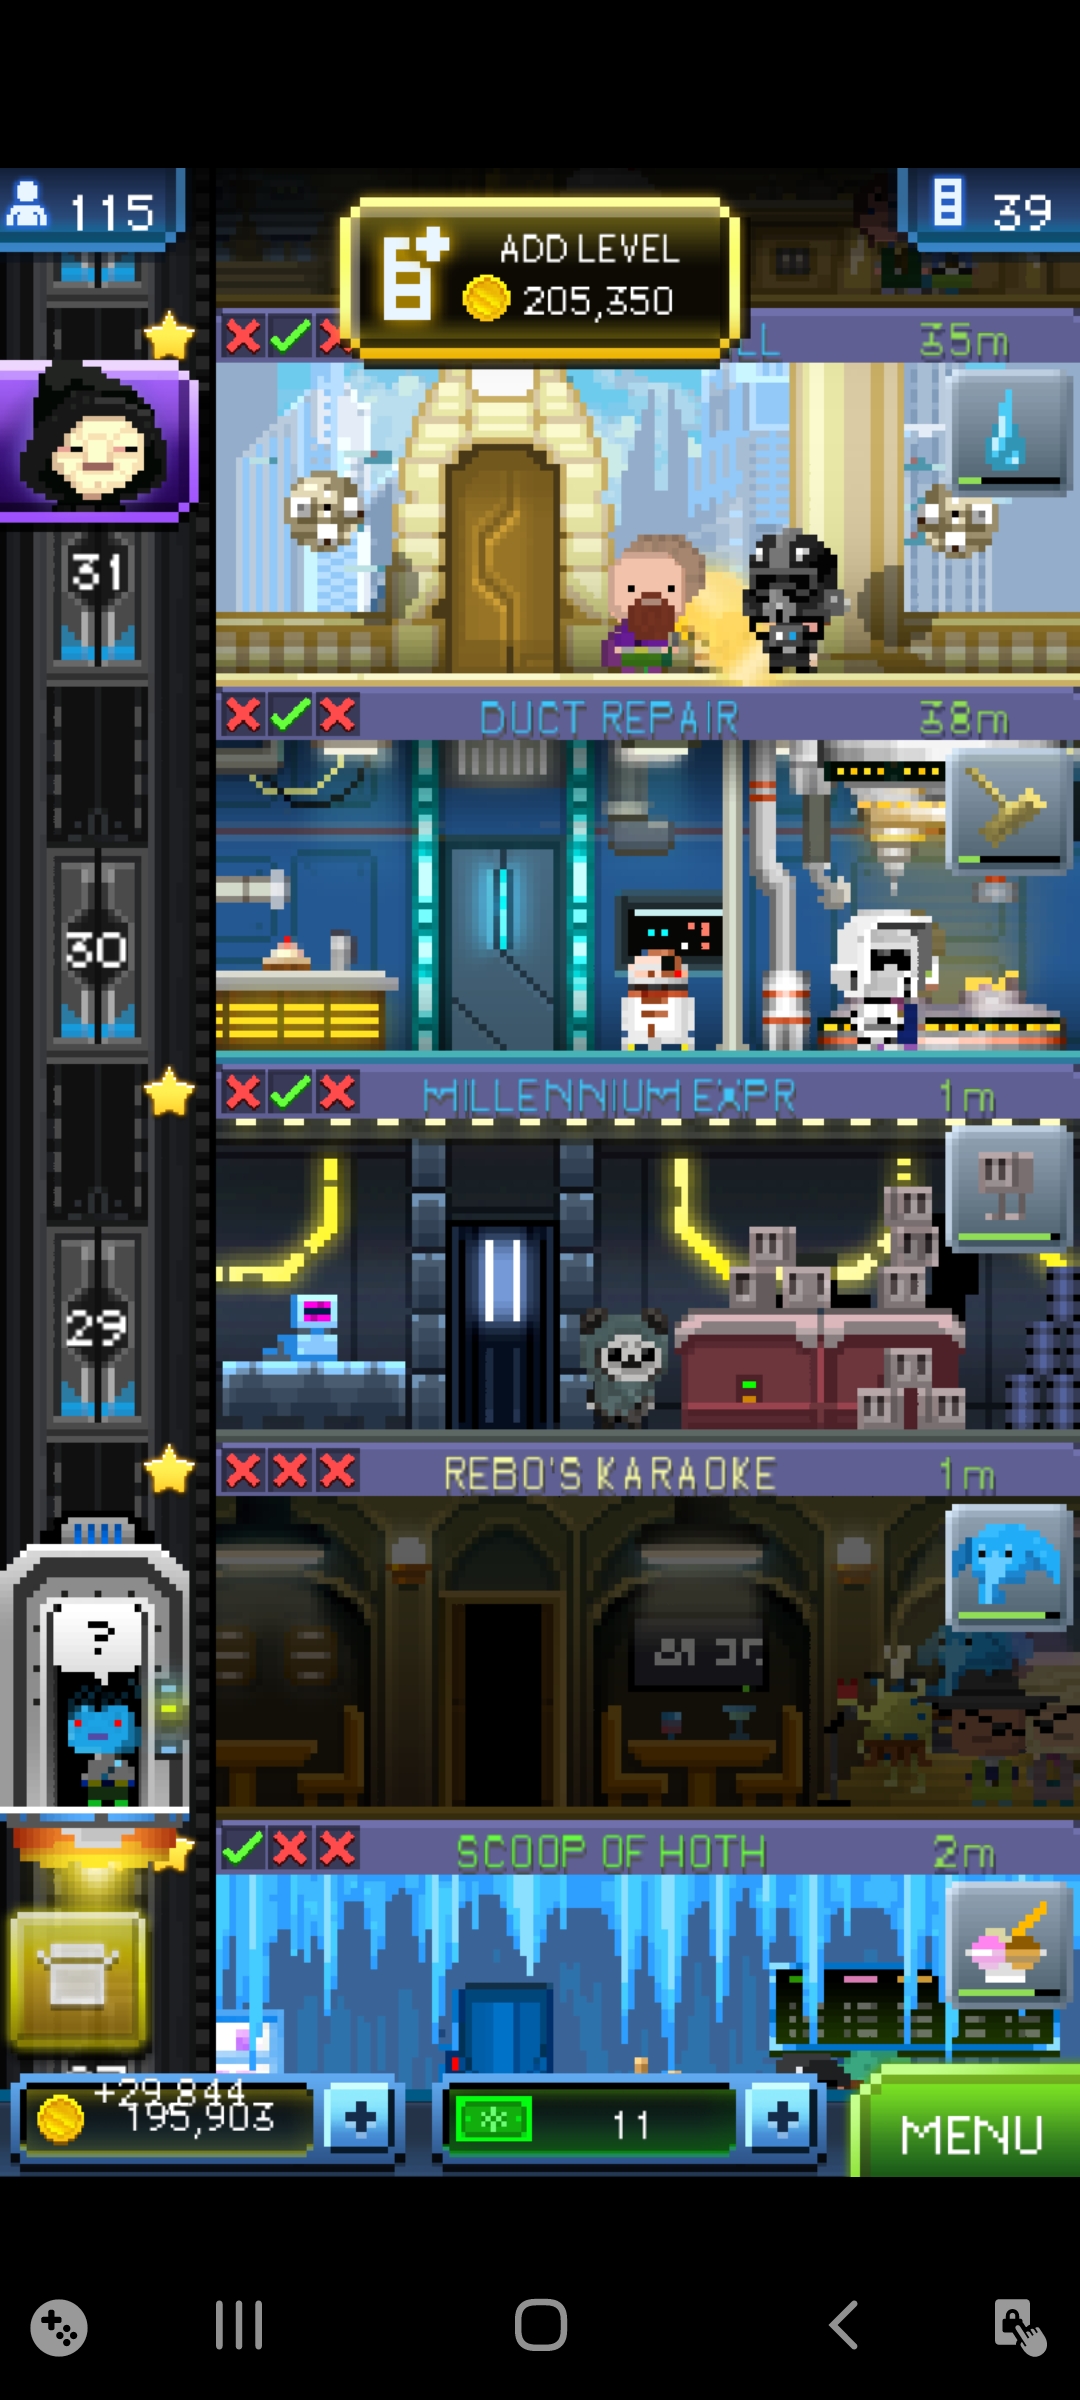 115
ADD LEVEL
205,350
39
LL
35m
31
DUCT REPAIR
38m
30
MILLENNIUM EXPR
1m
29
REBO'S KARAOKE
1m
?
SCOOP OF HOTH
2m
+29,844
195,903
11
MENU